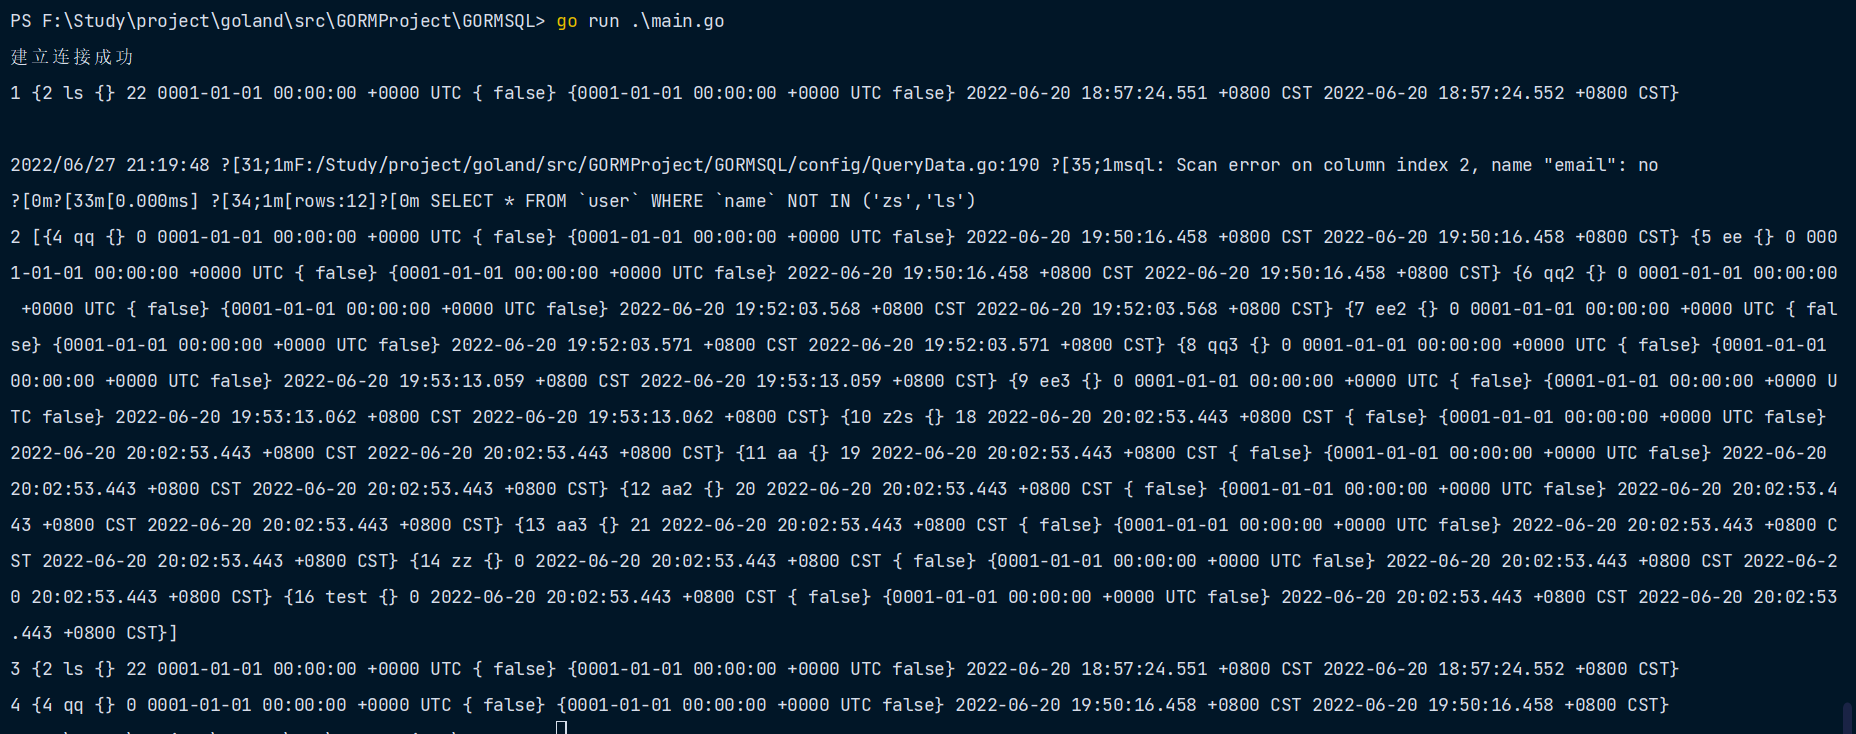 PS F:\Study\project\goland\src\GORMProject\GORMSQL> go run .\main.go
建立连接成功
1 {2 ls {} 22 0001-01-01 00:00:00 +0000 UTC { false} {0001-01-01 00:00:00 +0000 UTC false} 2022-06-20 18:57:24.551 +0800 CST 2022-06-20 18:57:24.552 +0800 CST}
2022/06/27 21:19:48 ?[31;1mF:/Study/project/goland/src/GORMProject/GORMSQL/config/QueryData.go:190 ?[35;1msql: Scan error on column index 2, name "email": no
?[0m?[33m[0.000ms] ?[34;1m[rows:12]?[0m SELECT * FROM `user` WHERE `name` NOT IN ('zs','ls')
2 [{4 qq {} 0 0001-01-01 00:00:00 +0000 UTC { false} {0001-01-01 00:00:00 +0000 UTC false} 2022-06-20 19:50:16.458 +0800 CST 2022-06-20 19:50:16.458 +0800 CST} {5 ee {} 0 000
1-01-01 00:00:00 +0000 UTC { false} {0001-01-01 00:00:00 +0000 UTC false} 2022-06-20 19:50:16.458 +0800 CST 2022-06-20 19:50:16.458 +0800 CST} {6 qq2 {} 0 0001-01-01 00:00:00
 +0000 UTC { false} {0001-01-01 00:00:00 +0000 UTC false} 2022-06-20 19:52:03.568 +0800 CST 2022-06-20 19:52:03.568 +0800 CST} {7 ee2 {} 0 0001-01-01 00:00:00 +0000 UTC { fal
se} {0001-01-01 00:00:00 +0000 UTC false} 2022-06-20 19:52:03.571 +0800 CST 2022-06-20 19:52:03.571 +0800 CST} {8 qq3 {} 0 0001-01-01 00:00:00 +0000 UTC { false} {0001-01-01
00:00:00 +0000 UTC false} 2022-06-20 19:53:13.059 +0800 CST 2022-06-20 19:53:13.059 +0800 CST} {9 ee3 {} 0 0001-01-01 00:00:00 +0000 UTC { false} {0001-01-01 00:00:00 +0000 U
TC false} 2022-06-20 19:53:13.062 +0800 CST 2022-06-20 19:53:13.062 +0800 CST} {10 z2s {} 18 2022-06-20 20:02:53.443 +0800 CST { false} {0001-01-01 00:00:00 +0000 UTC false}
2022-06-20 20:02:53.443 +0800 CST 2022-06-20 20:02:53.443 +0800 CST} {11 aa {} 19 2022-06-20 20:02:53.443 +0800 CST { false} {0001-01-01 00:00:00 +0000 UTC false} 2022-06-20
20:02:53.443 +0800 CST 2022-06-20 20:02:53.443 +0800 CST} {12 aa2 {} 20 2022-06-20 20:02:53.443 +0800 CST { false} {0001-01-01 00:00:00 +0000 UTC false} 2022-06-20 20:02:53.4
43 +0800 CST 2022-06-20 20:02:53.443 +0800 CST} {13 aa3 {} 21 2022-06-20 20:02:53.443 +0800 CST { false} {0001-01-01 00:00:00 +0000 UTC false} 2022-06-20 20:02:53.443 +0800 C
ST 2022-06-20 20:02:53.443 +0800 CST} {14 zz {} 0 2022-06-20 20:02:53.443 +0800 CST { false} {0001-01-01 00:00:00 +0000 UTC false} 2022-06-20 20:02:53.443 +0800 CST 2022-06-2
0 20:02:53.443 +0800 CST} {16 test {} 0 2022-06-20 20:02:53.443 +0800 CST { false} {0001-01-01 00:00:00 +0000 UTC false} 2022-06-20 20:02:53.443 +0800 CST 2022-06-20 20:02:53
.443 +0800 CST}]
3 {2 ls {} 22 0001-01-01 00:00:00 +0000 UTC { false} {0001-01-01 00:00:00 +0000 UTC false} 2022-06-20 18:57:24.551 +0800 CST 2022-06-20 18:57:24.552 +0800 CST}
4 {4 qq {} 0 0001-01-01 00:00:00 +0000 UTC { false} {0001-01-01 00:00:00 +0000 UTC false} 2022-06-20 19:50:16.458 +0800 CST 2022-06-20 19:50:16.458 +0800 CST}